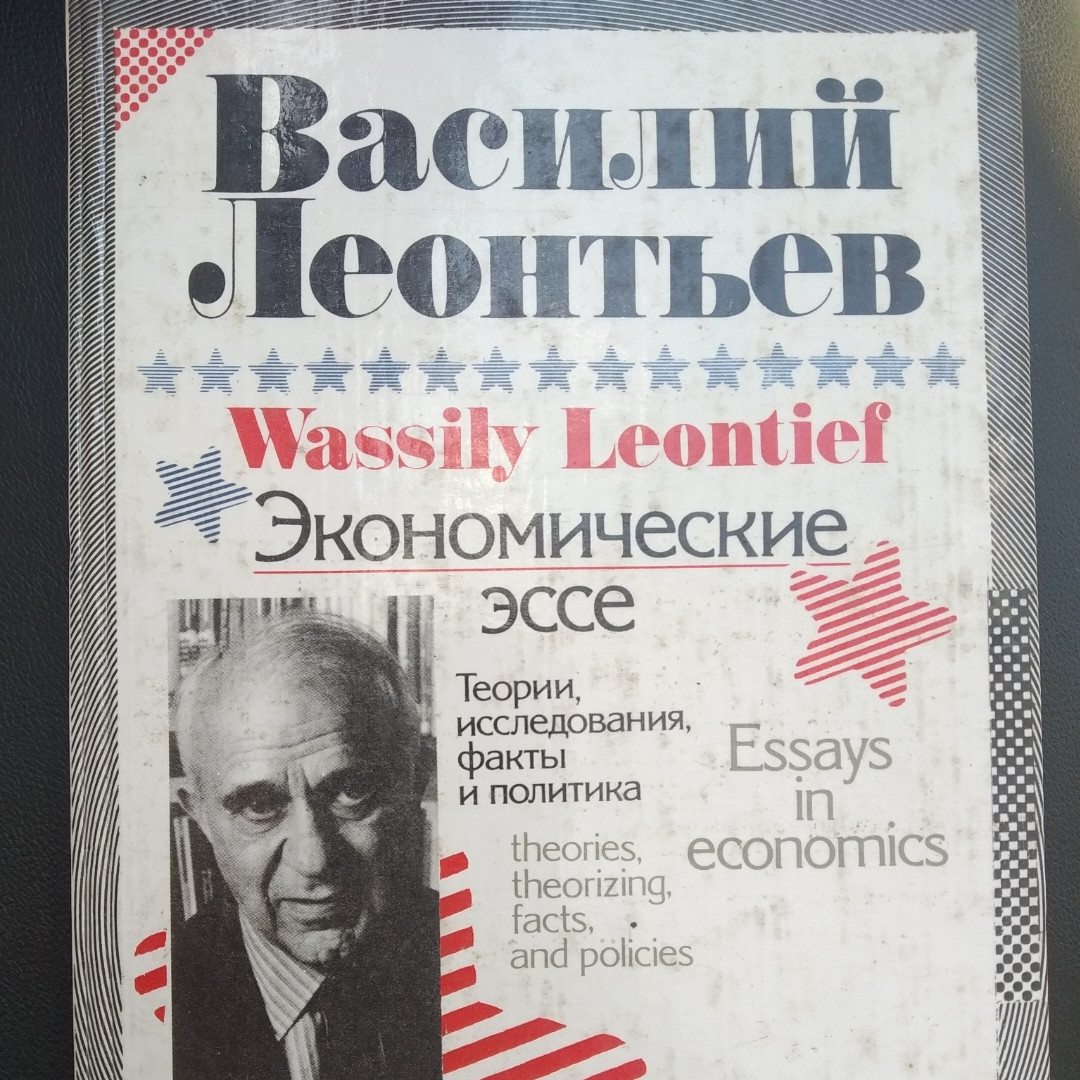 Василий
Леонтьев
Wassily Leontief
Экономические
эссе
Теории,
исследования,
факты
и политика
Essays
in
economics
theories,
theorizing,
facts,
and policies